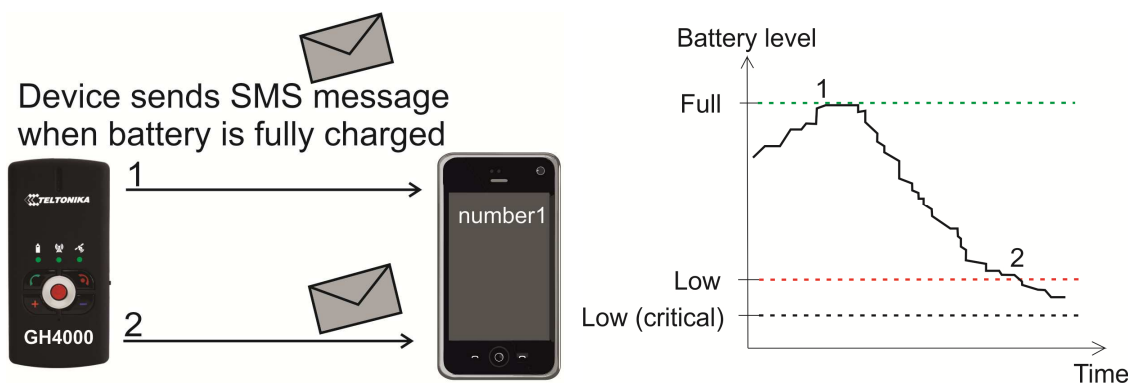 Device sends SMS message
when battery is fully charged
1
TELTONIKA
number1
GH4000
2
Battery level
Full
1
Low
2
Low (critical)
Time